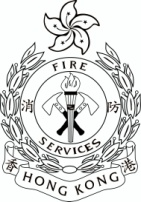 FIRE
消 防
SERVICES
香 港
HONG KONG